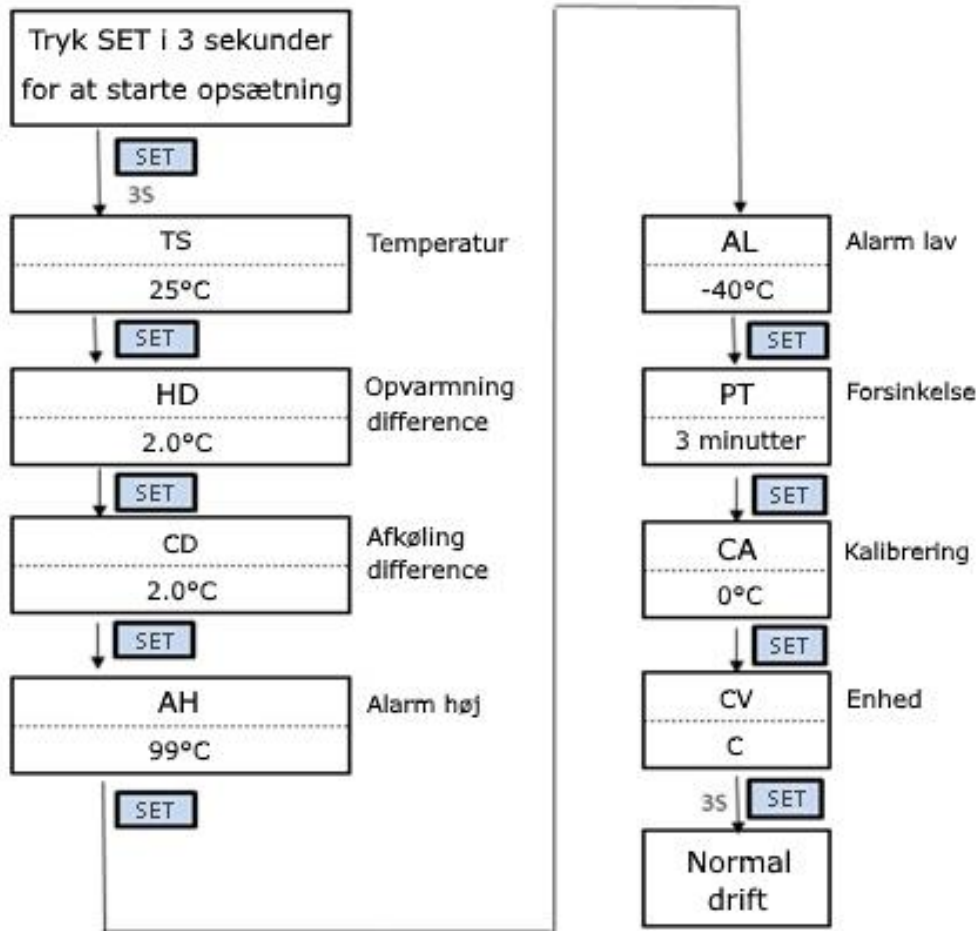 Tryk SET i 3 sekunder
for at starte opsætning
SET
3S
TS
Temperatur
25°C
SET
HD
Opvarmning
difference
2.0°C
SET
CD
Afkøling
difference
2.0°C
SET
AH
Alarm høj
99°C
SET
AL
Alarm lav
-40°C
SET
PT
Forsinkelse
3 minutter
SET
CA
Kalibrering
0°C
SET
CV
Enhed
C
3S
SET
Normal
drift